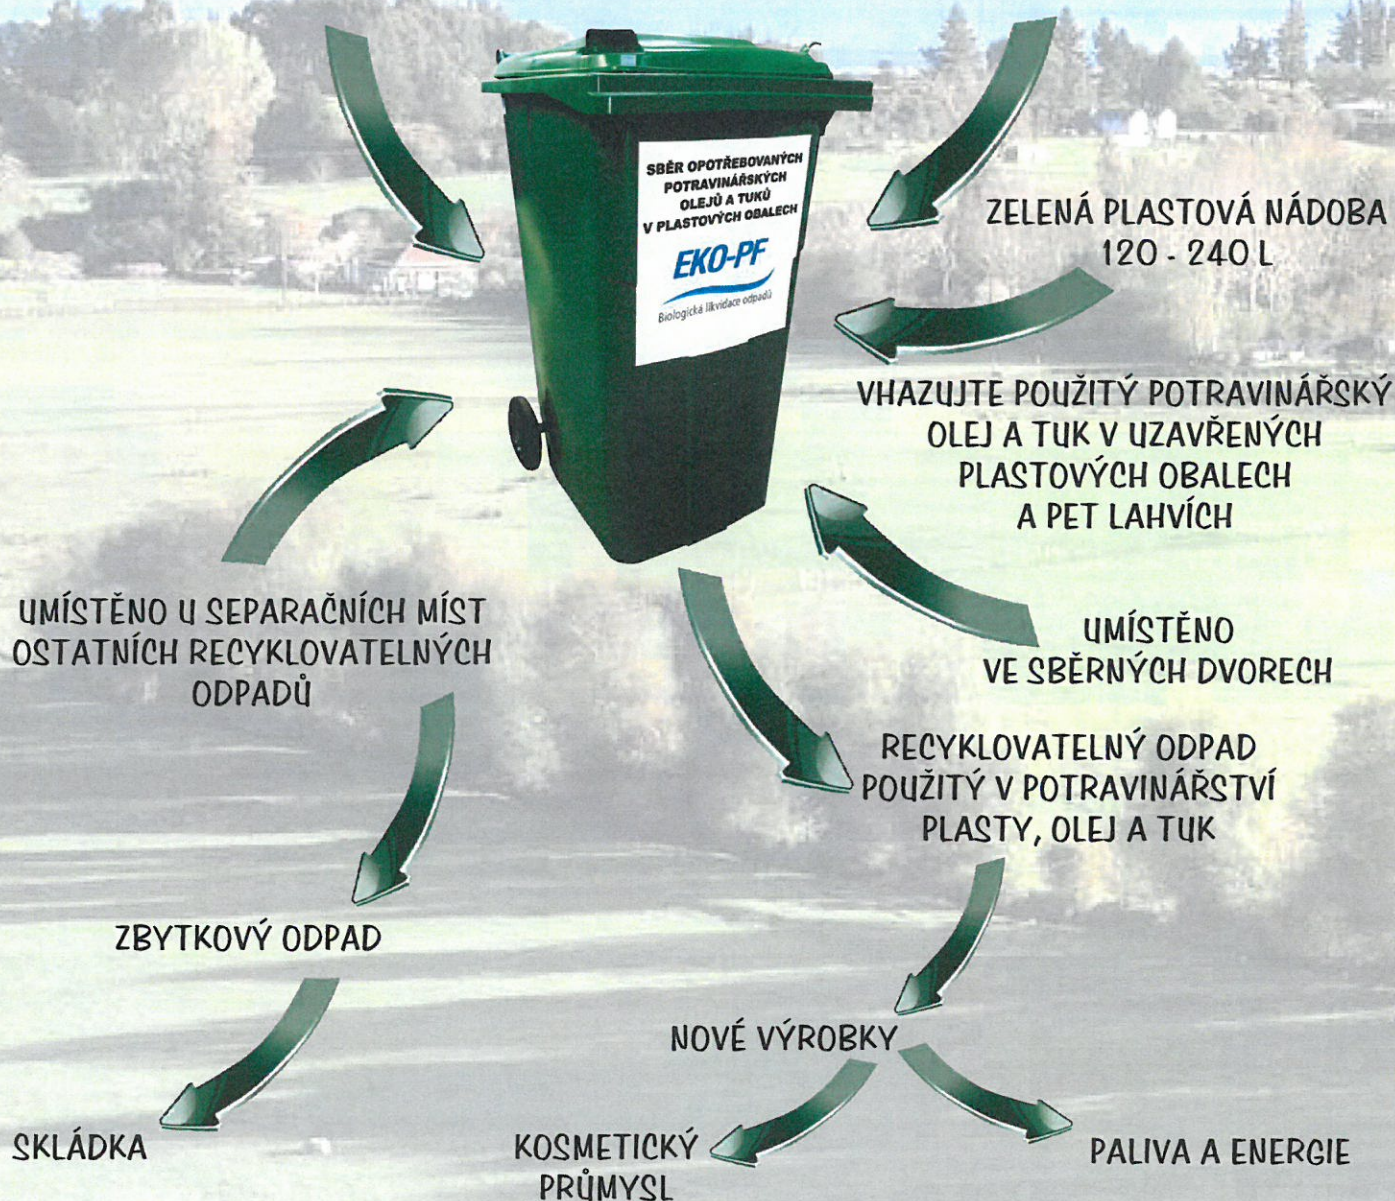 SBĚR OPOTŘEBOVANÝCH
POTRAVINÁŘSKÝCH
OLEJŮ A TUKŮ
V PLASTOVÝCH OBALECH
EKO-PF
Biologická likvidace odpadů
ZELENÁ PLASTOVÁ NÁDOBA
120 - 240 L
VHAZUJTE POUŽITÝ POTRAVINÁŘSKÝ
OLEJ A TUK V UZAVŘENÝCH
PLASTOVÝCH OBALECH
A PET LAHVÍCH
UMÍSTĚNO U SEPARAČNÍCH MÍST
OSTATNÍCH RECYKLOVATELNÝCH
ODPADŮ
UMÍSTĚNO
VE SBĚRNÝCH DVORECH
RECYKLOVATELNÝ ODPAD
POUŽITÝ V POTRAVINÁŘSTVÍ
PLASTY, OLEJ A TUK
ZBYTKOVÝ ODPAD
NOVÉ VÝROBKY
SKLÁDKA
KOSMETICKÝ
PRŮMYSL
PALIVA A ENERGIE